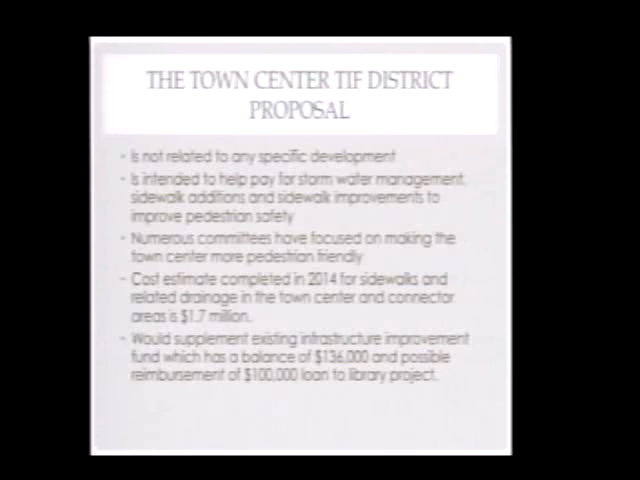 THE TOWN CENTER TIF DISTRICT
PROPOSAL
• Is not related to any specific development
• Is intended to help pay for storm water management,
sidewalk additions and sidewalk improvements to
improve pedestrian safety
• Numerous committees have focused on making the
town center more pedestrian friendly
• Cost estimate completed in 2014 for sidewalks and
related drainage in the town center and connector
areas is $1.7 million.
• Would supplement existing infrastructure improvement
fund which has a balance of $136,000 and possible
reimbursement of $100,000 loan to library project.